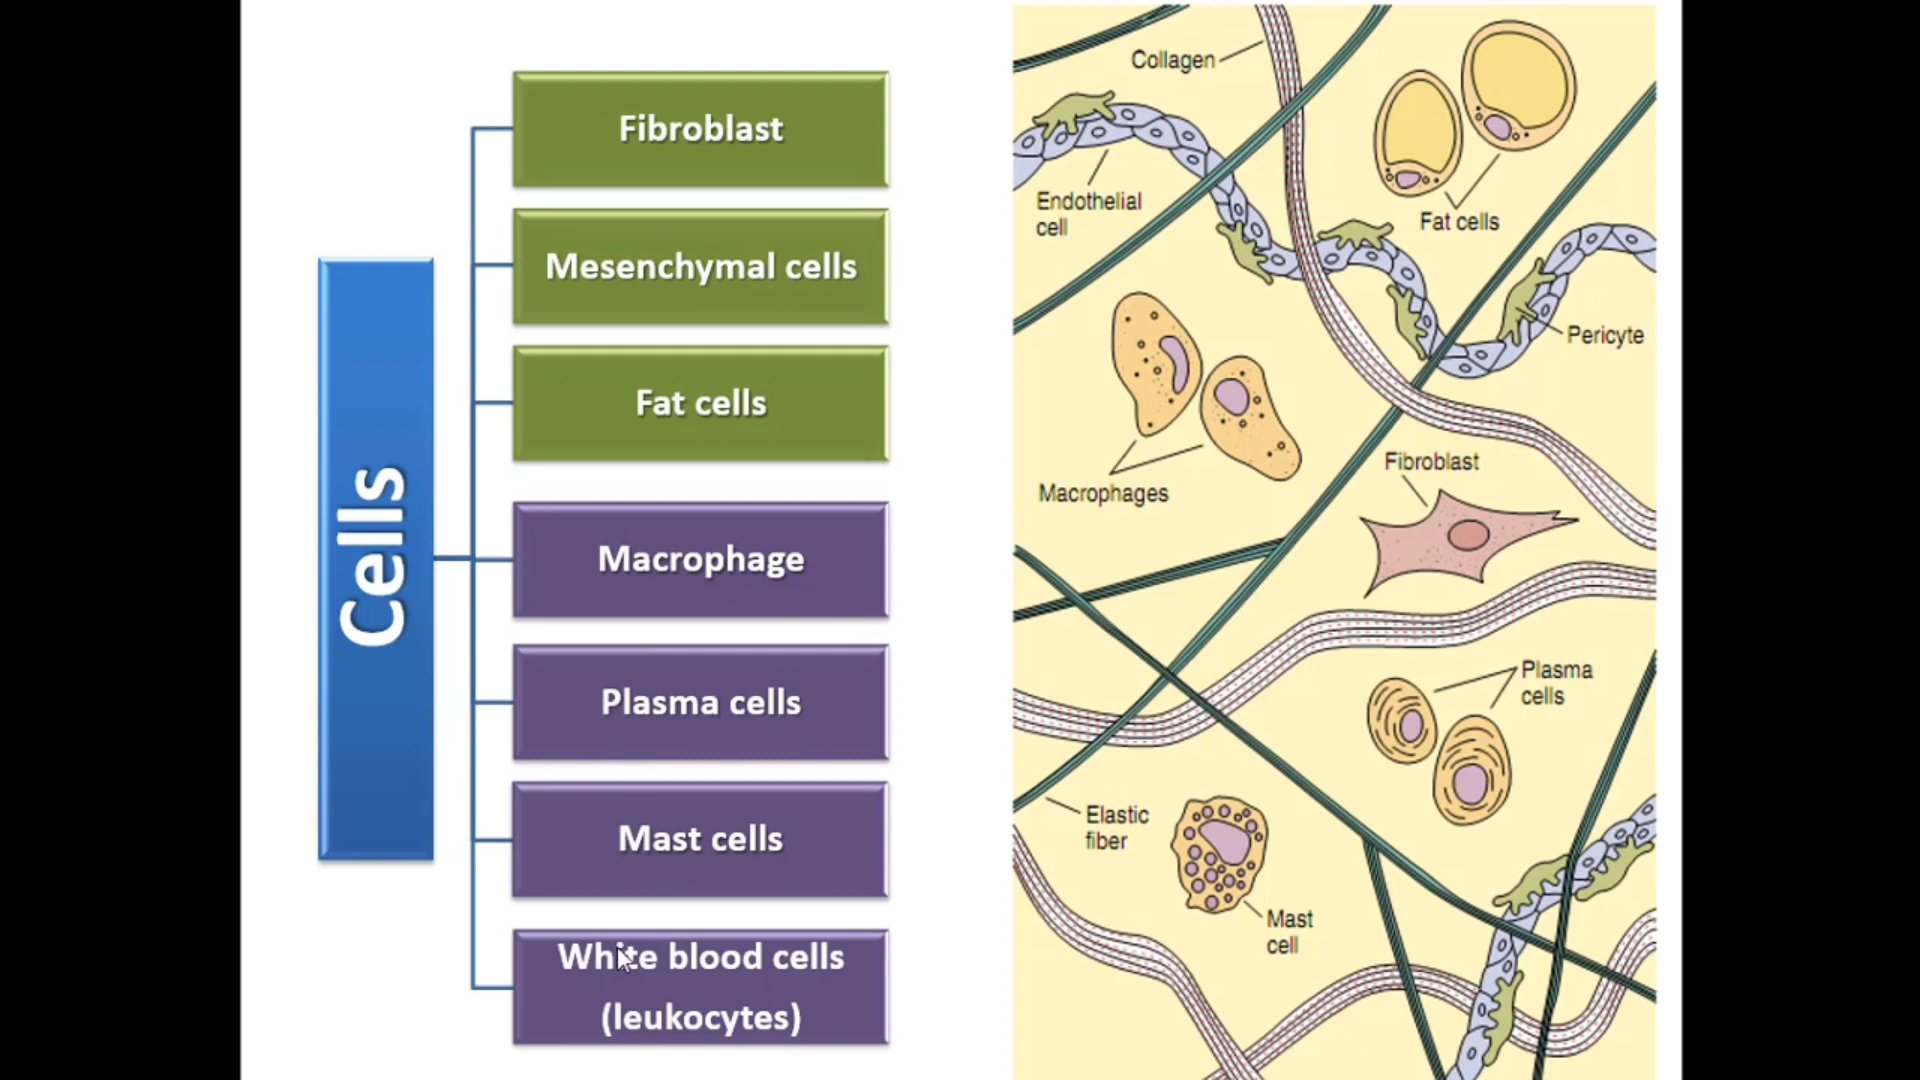 Cells
Fibroblast
Mesenchymal cells
Fat cells
Macrophage
Plasma cells
Mast cells
White blood cells
(leukocytes)
Collagen
Endothelial
cell
Fat cells
Pericyte
Macrophages
Fibroblast
Plasma
cells
Elastic
fiber
Mast
cell